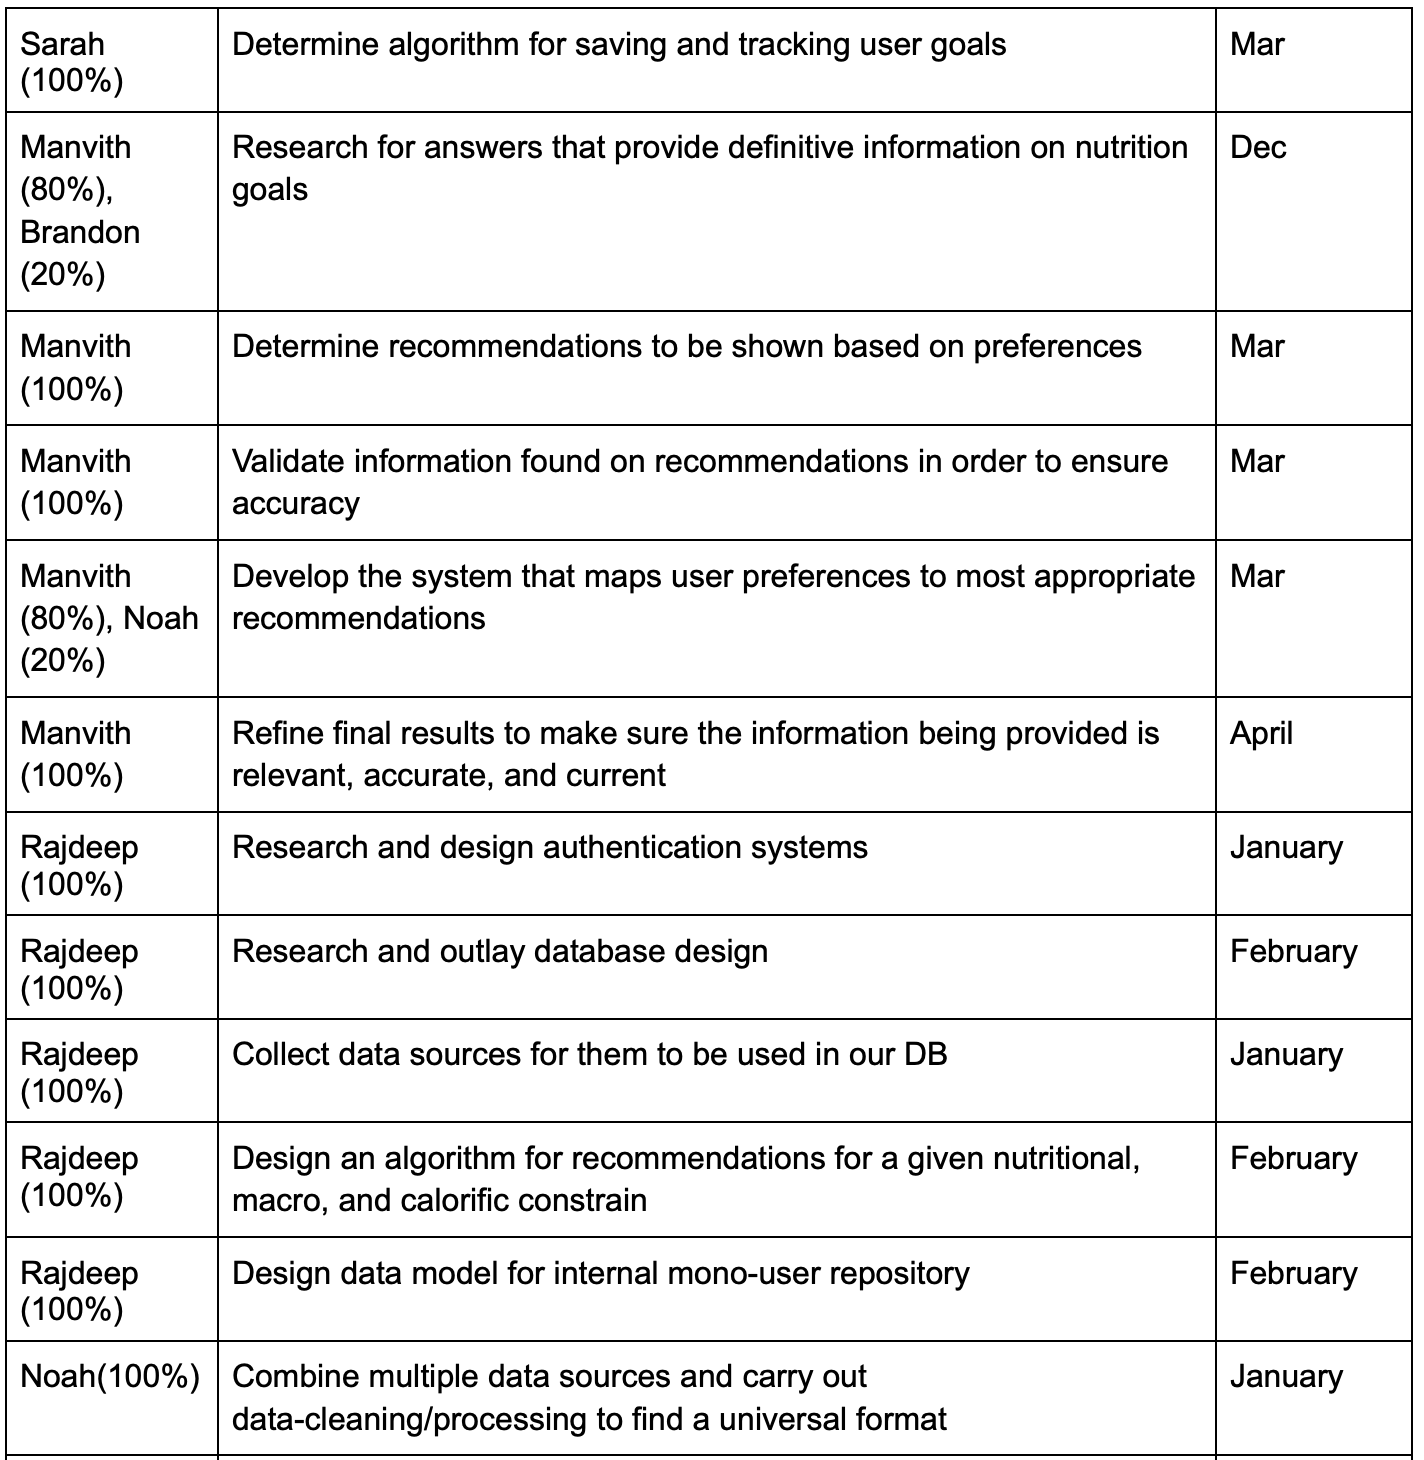 Sarah
(100%)
Determine algorithm for saving and tracking user goals
Mar
Manvith
(80%),
Brandon
(20%)
Research for answers that provide definitive information on nutrition
goals
Dec
Manvith
(100%)
Determine recommendations to be shown based on preferences
Mar
Manvith
(100%)
Validate information found on recommendations in order to ensure
accuracy
Mar
Manvith
(80%), Noah
(20%)
Develop the system that maps user preferences to most appropriate
recommendations
Mar
Manvith
(100%)
Refine final results to make sure the information being provided is
relevant, accurate, and current
April
Rajdeep
(100%)
Research and design authentication systems
January
Rajdeep
(100%)
Research and outlay database design
February
Rajdeep
(100%)
Collect data sources for them to be used in our DB
January
Rajdeep
(100%)
Design an algorithm for recommendations for a given nutritional,
macro, and calorific constrain
February
Rajdeep
(100%)
Design data model for internal mono-user repository
February
Noah(100%)
Combine multiple data sources and carry out
data-cleaning/processing to find a universal format
January